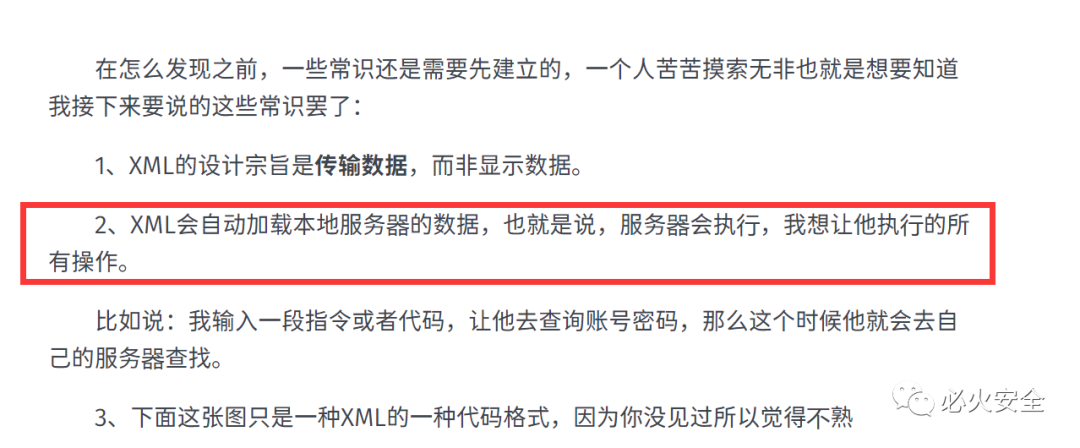 在怎么发现之前，一些常识还是需要先建立的，一个人苦苦摸索无非也就是想要知道
我接下来要说的这些常识罢了：
1、XML的设计宗旨是传输数据，而非显示数据。
2、XML会自动加载本地服务器的数据，也就是说，服务器会执行，我想让他执行的所
有操作。
比如说：我输入一段指令或者代码，让他去查询账号密码，那么这个时候他就会去自
己的服务器查找。
3、下面这张图只是一种XML的一种代码格式，因为你没见过所以觉得不熟
必火安全